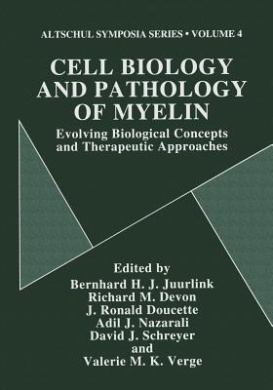 ALTSCHUL SYMPOSIA SERIES • VOLUME 4
CELL BIOLOGY
AND PATHOLOGY
OF MYELIN
Evolving Biological Concepts
and Therapeutic Approaches
Edited by
Bernhard H. J. Juurlink
Richard M. Devon
J. Ronald Doucette
Adil J. Nazarali
David J. Schreyer
and
Valerie M. K. Verge